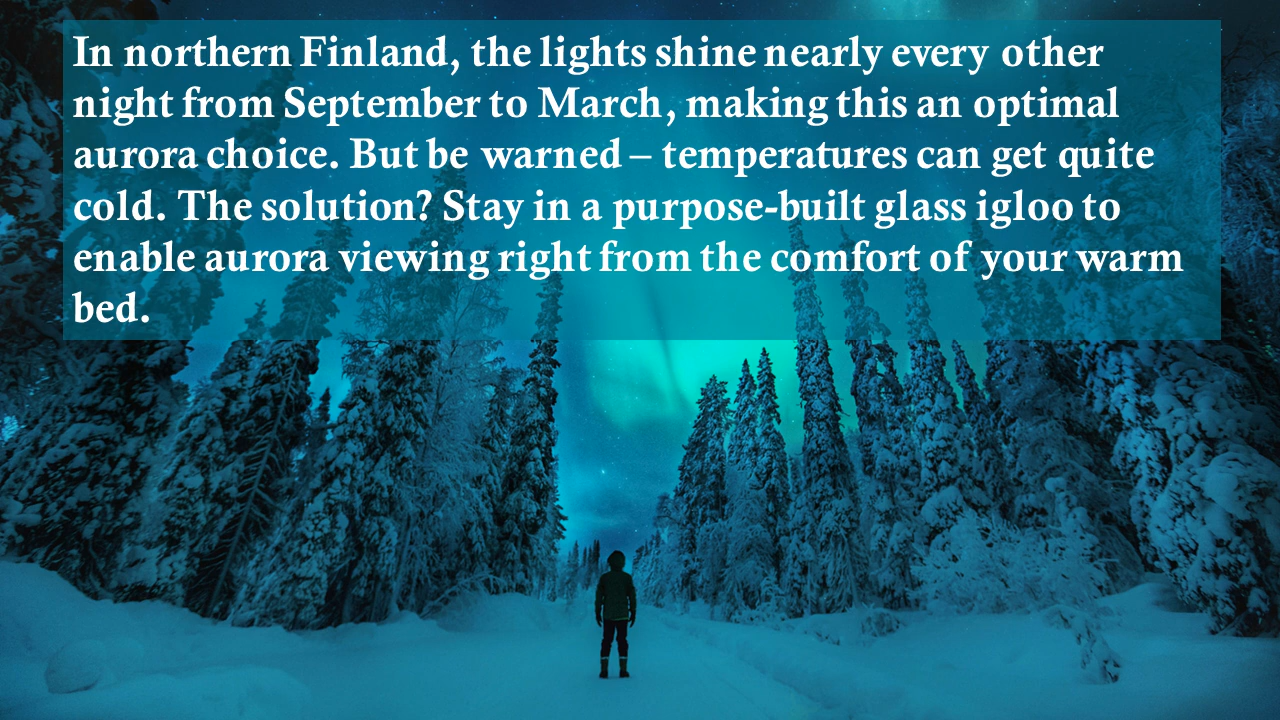 In northern Finland, the lights shine nearly every other
night from September to March, making this an optimal
aurora choice. But be warned – temperatures can get quite
cold. The solution? Stay in a purpose-built glass igloo to
enable aurora viewing right from the comfort of your warm
bed.